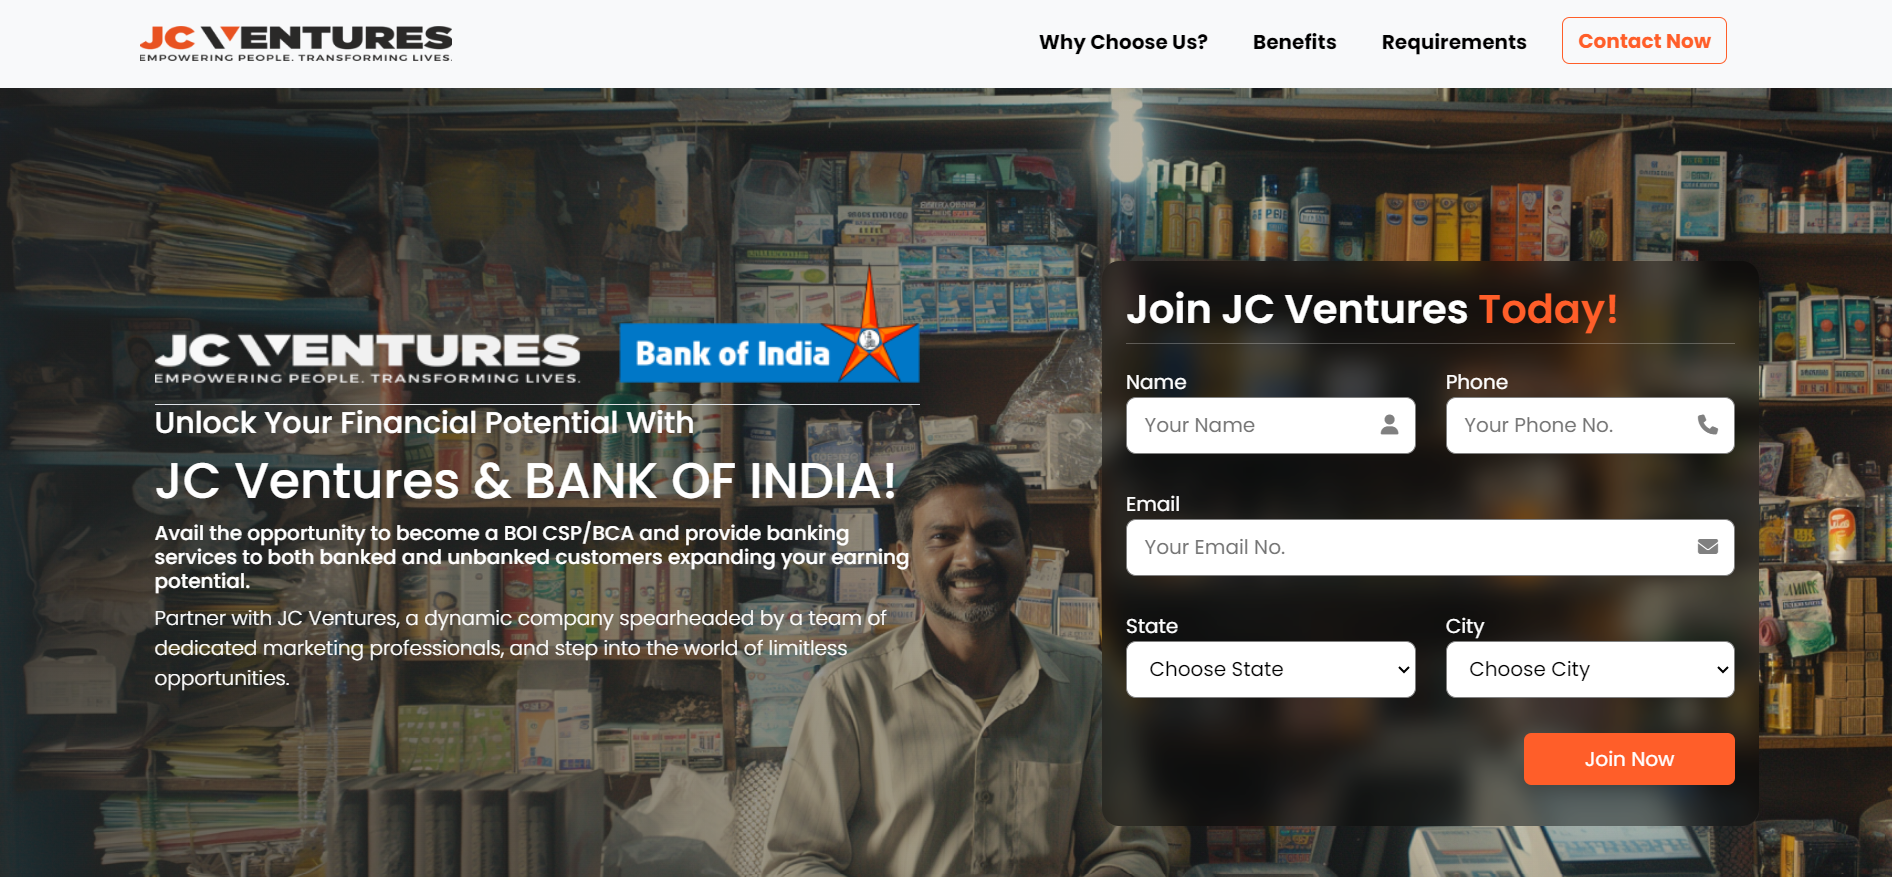 JC VENTURES
EMPOWERING PEOPLE. TRANSFORMING LIVES.
Why Choose Us?
Benefits
Requirements
Contact Now
JC VENTURES
EMPOWERING PEOPLE. TRANSFORMING LIVES.
Bank of India
Unlock Your Financial Potential With
JC Ventures & BANK OF INDIA!
Avail the opportunity to become a BOI CSP/BCA and provide banking
services to both banked and unbanked customers expanding your earning
potential.
Partner with JC Ventures, a dynamic company spearheaded by a team of
dedicated marketing professionals, and step into the world of limitless
opportunities.
Join JC Ventures Today!
Name
Phone
Your Name
Your Phone No.
Email
Your Email No.
State
City
Choose State
Choose City
Join Now